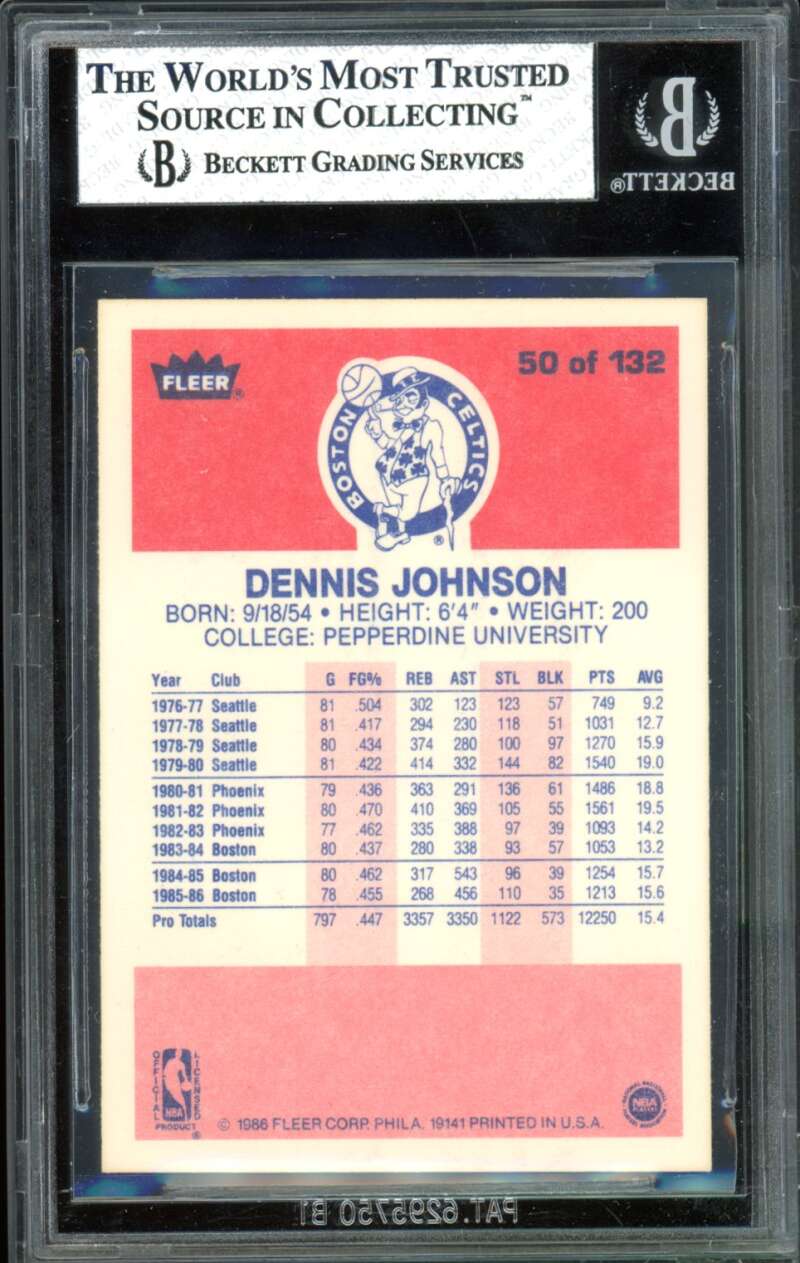 THE WORLD'S MOST TRUSTED
SOURCE IN COLLECTING™
B BECKETT GRADING SERVICES
B
BECKETT®
FLEER®
50 of 132
BOSTON CELTICS
®
DENNIS JOHNSON
BORN: 9/18/54 • HEIGHT: 6'4" • WEIGHT: 200
COLLEGE: PEPPERDINE UNIVERSITY
Year Club G FG% REB AST STL BLK PTS AVG
1976-77 Seattle 81 .504 302 123 123 57 749 9.2
1977-78 Seattle 81 .417 294 230 118 51 1031 12.7
1978-79 Seattle 80 .434 374 280 100 97 1270 15.9
1979-80 Seattle 81 .422 414 332 144 82 1540 19.0
1980-81 Phoenix 79 .436 363 291 136 61 1486 18.8
1981-82 Phoenix 80 .470 410 369 105 55 1561 19.5
1982-83 Phoenix 77 .462 335 388 97 39 1093 14.2
1983-84 Boston 80 .437 280 338 93 57 1053 13.2
1984-85 Boston 80 .462 317 543 96 39 1254 15.7
1985-86 Boston 78 .455 268 456 110 35 1213 15.6
Pro Totals 797 .447 3357 3350 1122 573 12250 15.4
OFFICIAL LICENSED
NBA
PRODUCT ®
© 1986 FLEER CORP. PHILA. 19141 PRINTED IN U.S.A.
NBA
PLAYERS
PAT. 6295750 B1